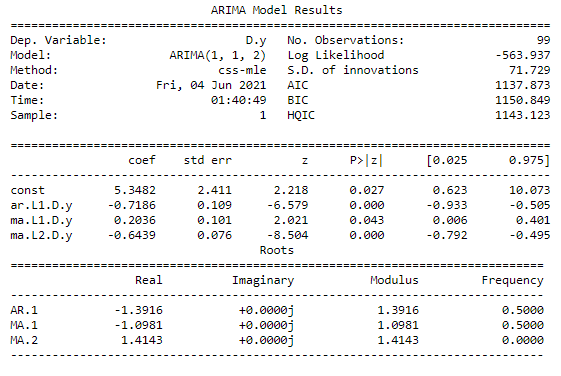 ARIMA Model Results
==============================================================================
Dep. Variable:                    D.y   No. Observations:                   99
Model:                 ARIMA(1, 1, 2)   Log Likelihood                -563.937
Method:                       css-mle   S.D. of innovations             71.729
Date:                Fri, 04 Jun 2021   AIC                           1137.873
Time:                        01:40:49   BIC                           1150.849
Sample:                             1   HQIC                          1143.123
==============================================================================
                 coef    std err          z      P>|z|      [0.025      0.975]
------------------------------------------------------------------------------
const          5.3482      2.411      2.218      0.027       0.623      10.073
ar.L1.D.y     -0.7186      0.109     -6.579      0.000      -0.933      -0.505
ma.L1.D.y      0.2036      0.101      2.021      0.043       0.006       0.401
ma.L2.D.y     -0.6439      0.076     -8.504      0.000      -0.792      -0.495
                                    Roots
=============================================================================
                  Real          Imaginary           Modulus         Frequency
-----------------------------------------------------------------------------
AR.1           -1.3916           +0.0000j            1.3916            0.5000
MA.1           -1.0981           +0.0000j            1.0981            0.5000
MA.2            1.4143           +0.0000j            1.4143            0.0000
-----------------------------------------------------------------------------